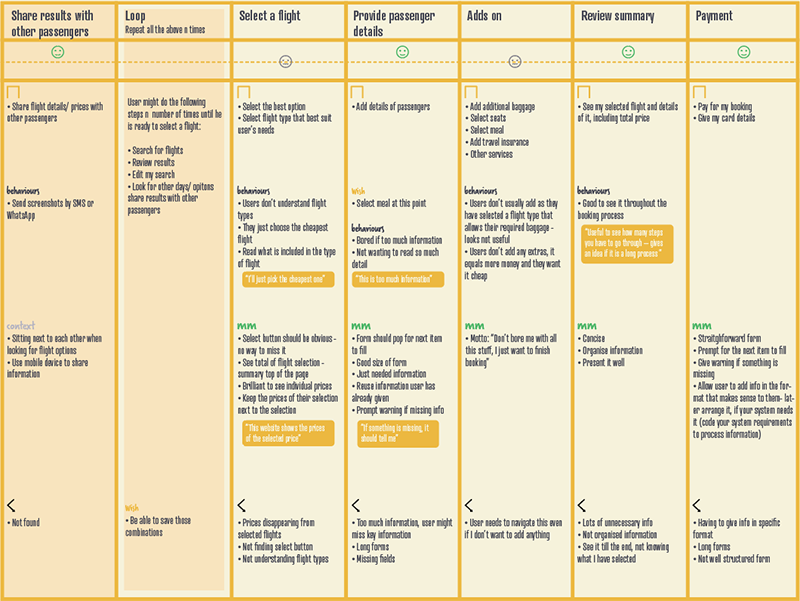 Share results with
other passengers
• Share flight details/ prices with
other passengers
behaviours
• Send screenshots by SMS or
WhatsApp
context
• Sitting next to each other when
looking for flight options
• Use mobile device to share
information
• Not found
Loop
Repeat all the above n times
User might do the following
steps n number of times until he
is ready to select a flight:
• Search for flights
• Review results
• Edit my search
• Look for other days/ opitons
share results with other
passengers
Wish
• Be able to save those
combinations
Select a flight
• Select the best option
• Select flight type that best suit
user's needs
behaviours
• Users don't understand flight
types
• They just choose the cheapest
flight
• Read what is included in the type
of flight
"I'll just pick the cheapest one"
mm
• Select button should be obvious -
no way to miss it
• See total of flight selection -
summary top of the page
• Brilliant to see individual prices
• Keep the prices of their selection
next to the selection
"This website shows the prices
of the selected price"
• Prices disappearing from
selected flights
• Not finding select button
• Not understanding flight types
Provide passenger
details
• Add details of passengers
Wish
• Select meal at this point
behaviours
• Bored if too much information
• Not wanting to read so much
detail
"This is too much information"
mm
• Form should pop for next item
to fill
• Good size of form
• Just needed information
• Reuse information user has
already given
• Prompt warning if missing info
"If something is missing, it
should tell me"
• Too much information, user might
miss key information
• Long forms
• Missing fields
Adds on
• Add additional baggage
• Select seats
• Select meal
• Add travel insurance
• Other services
behaviours
• Users don't usually add as they
have selected a flight type that
allows their required baggage -
looks not useful
• Users don't add any extras, it
equals more money and they want
it cheap
mm
• Motto: "Don't bore me with all
this stuff, I just want to finish
booking"
• User needs to navigate this even
if I don't want to add anything
Review summary
• See my selected flight and details
of it, including total price
behaviours
• Good to see it throughout the
booking process
"Useful to see how many steps
you have to go through – gives
an idea if it is a long process"
mm
• Concise
• Organise information
• Present it well
• Lots of unnecessary info
• Not organised information
• See it till the end, not knowing
what I have selected
Payment
• Pay for my booking
• Give my card details
mm
• Straitghforward form
• Prompt for the next item to fill
• Give warning if something is
missing
• Allow user to add info in the for-
mat that makes sense to them- lat-
er arrange it, if your system needs
it (code your system requirements
to process information)
• Having to give info in specific
format
• Long forms
• Not well structured form